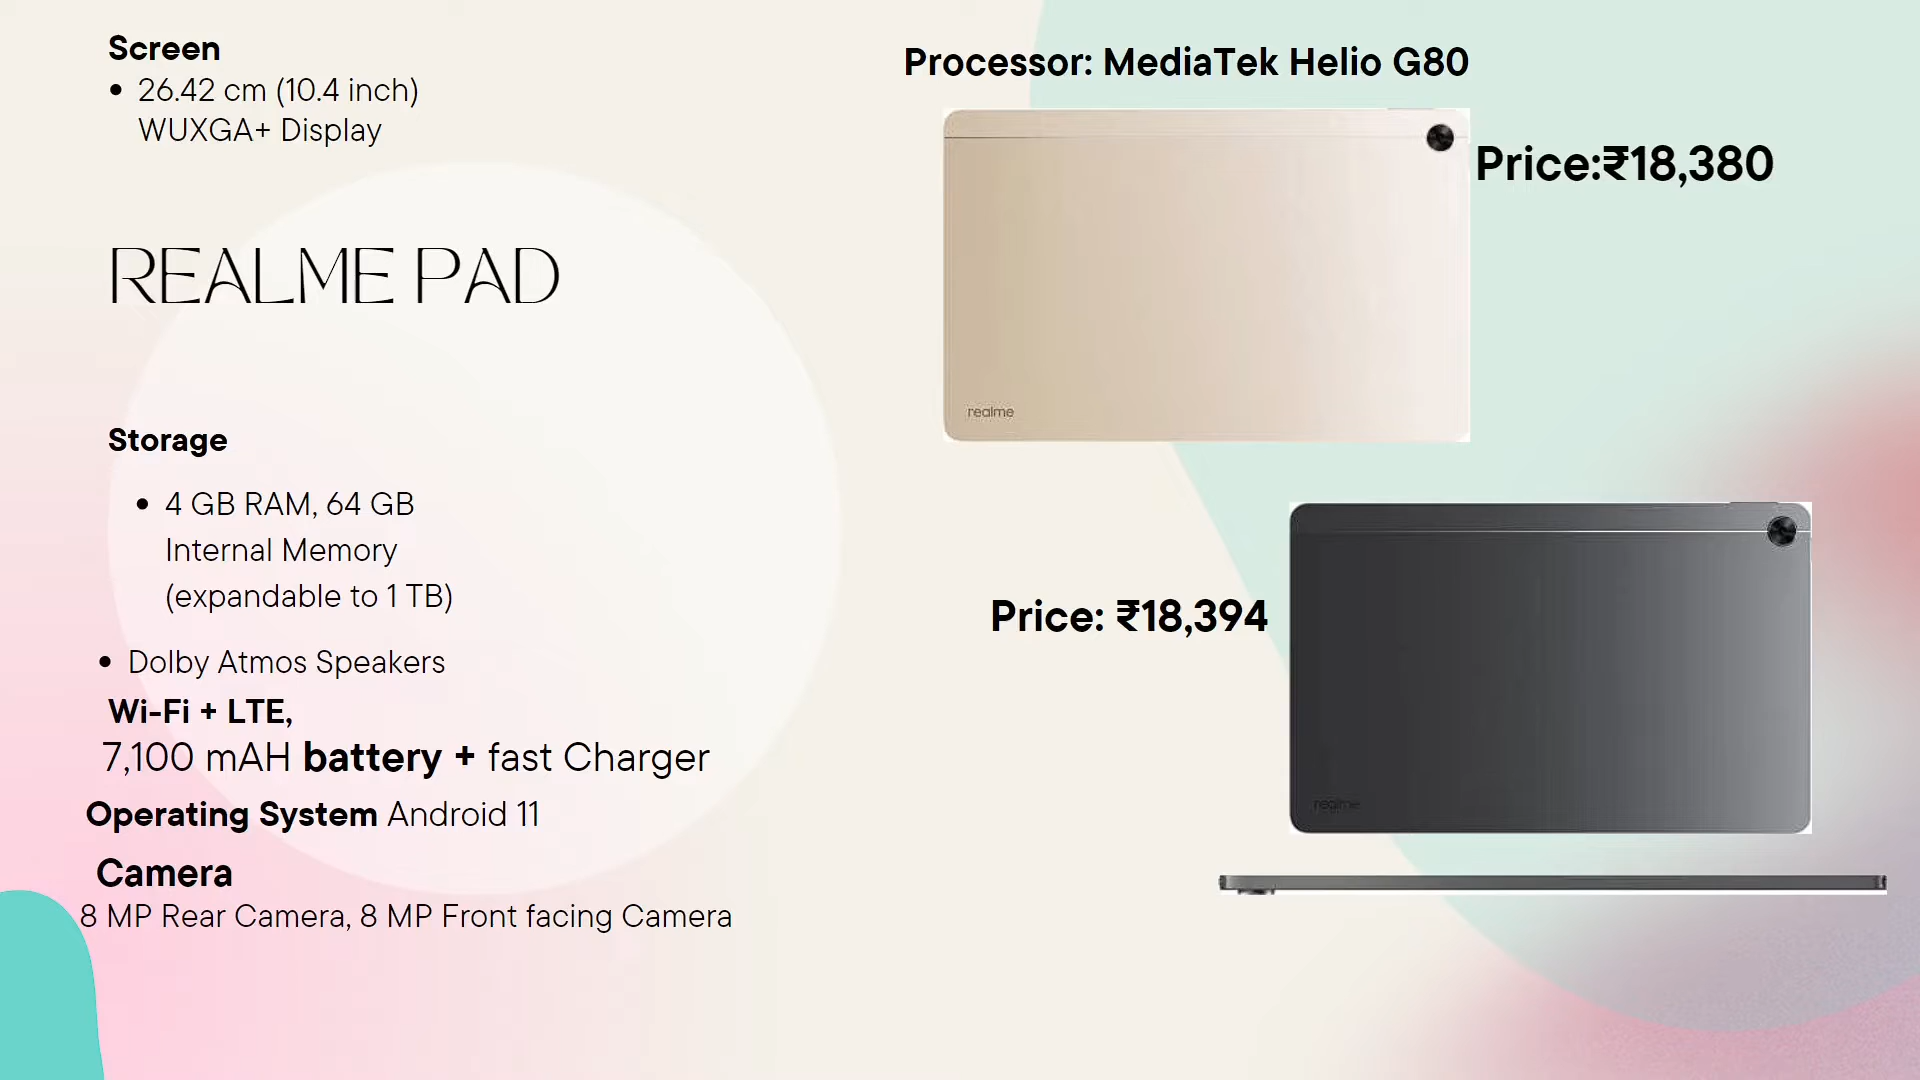 Screen
• 26.42 cm (10.4 inch)
WUXGA+ Display
REALME PAD
Storage
• 4 GB RAM, 64 GB
Internal Memory
(expandable to 1 TB)
• Dolby Atmos Speakers
Wi-Fi + LTE,
7,100 mAH battery + fast Charger
Operating System Android 11
Camera
8 MP Rear Camera, 8 MP Front facing Camera
Processor: MediaTek Helio G80
Price:₹18,380
realme
Price: ₹18,394
realme